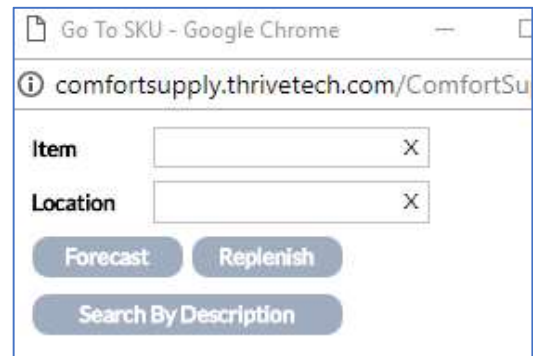 Go To SKU - Google Chrome
comfortsupply.thrivetech.com/ComfortSu
Item X
Location X
Forecast Replenish
Search By Description